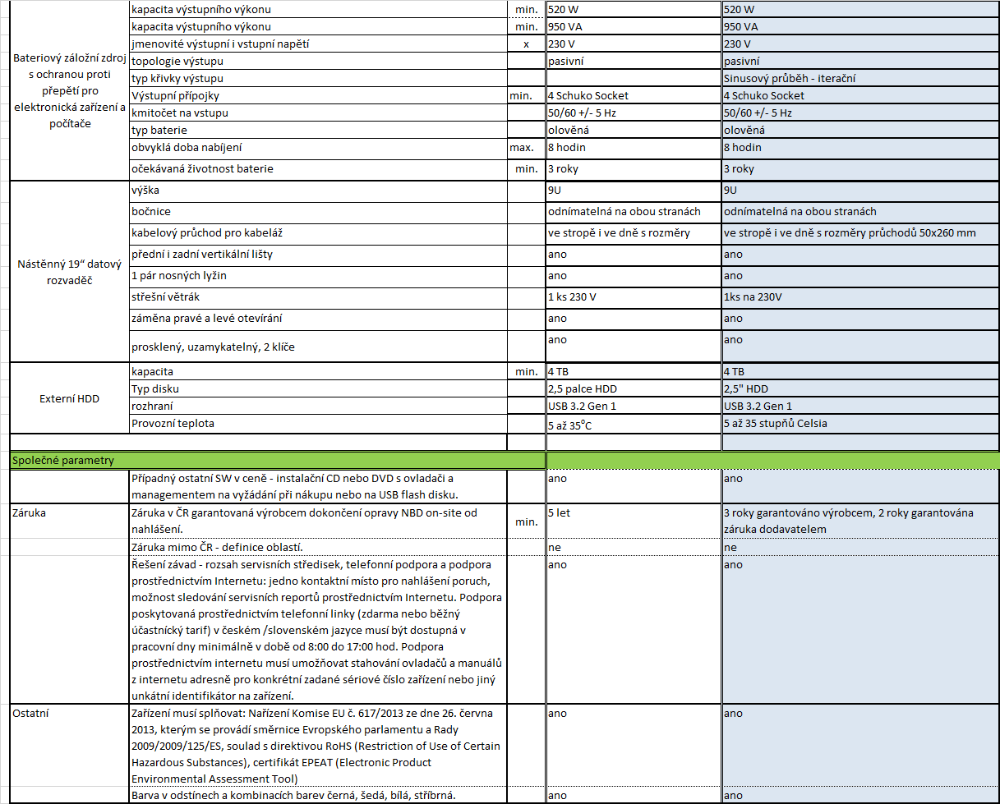 kapacita výstupního výkonu min. 520 W 520 W
kapacita výstupního výkonu min. 950 VA 950 VA
jmenovité výstupní i vstupní napětí x 230 V 230 V
Bateriový záložní zdroj
s ochranou proti
přepětí pro
elektronická zařízení a
počítače
topologie výstupu pasivní pasivní
typ křivky výstupu Sinusový průběh - iterační
Výstupní přípojky min. 4 Schuko Socket 4 Schuko Socket
kmitočet na vstupu 50/60 +/- 5 Hz 50/60 +/- 5 Hz
typ baterie olověná olověná
obvyklá doba nabíjení max. 8 hodin 8 hodin
očekávaná životnost baterie min. 3 roky 3 roky
výška 9U 9U
bočnice odnímatelná na obou stranách odnímatelná na obou stranách
kabelový průchod pro kabeláž ve stropě i ve dně s rozměry ve stropě i ve dně s rozměry průchodů 50x260 mm
přední i zadní vertikální lišty ano ano
Nástěnný 19“ datový
rozvaděč
1 pár nosných lyžin ano ano
střešní větrák 1 ks 230 V 1ks na 230V
záměna pravé a levé otevírání ano ano
prosklený, uzamykatelný, 2 klíče ano ano
kapacita min. 4 TB 4 TB
Typ disku 2,5 palce HDD 2,5" HDD
Externí HDD
rozhraní USB 3.2 Gen 1 USB 3.2 Gen 1
Provozní teplota 5 až 35⁰C 5 až 35 stupňů Celsia
Společné parametry
Případný ostatní SW v ceně - instalační CD nebo DVD s ovladači a ano ano
managementem na vyžádání při nákupu nebo na USB flash disku.
Záruka Záruka v ČR garantovaná výrobcem dokončení opravy NBD on-site od min. 5 let 3 roky garantováno výrobcem, 2 roky garantována
nahlášení. záruka dodavatelem
Záruka mimo ČR - definice oblastí. ne ne
Řešení závad - rozsah servisních středisek, telefonní podpora a podpora ano ano
prostřednictvím Internetu: jedno kontaktní místo pro nahlášení poruch,
možnost sledování servisních reportů prostřednictvím Internetu. Podpora
poskytovaná prostřednictvím telefonní linky (zdarma nebo běžný
účastnícký tarif) v českém /slovenském jazyce musí být dostupná v
pracovní dny minimálně v době od 8:00 do 17:00 hod. Podpora
prostřednictvím internetu musí umožňovat stahování ovladačů a manuálů
z internetu adresně pro konkrétní zadané sériové číslo zařízení nebo jiný
unkátní identifikátor na zařízení.
Ostatní Zařízení musí splňovat: Nařízení Komise EU č. 617/2013 ze dne 26. června ano ano
2013, kterým se provádí směrnice Evropského parlamentu a Rady
2009/2009/125/ES, soulad s direktivou RoHS (Restriction of Use of Certain
Hazardous Substances), certifikát EPEAT (Electronic Product
Environmental Assessment Tool)
Barva v odstínech a kombinacích barev černá, šedá, bílá, stříbrná. ano ano